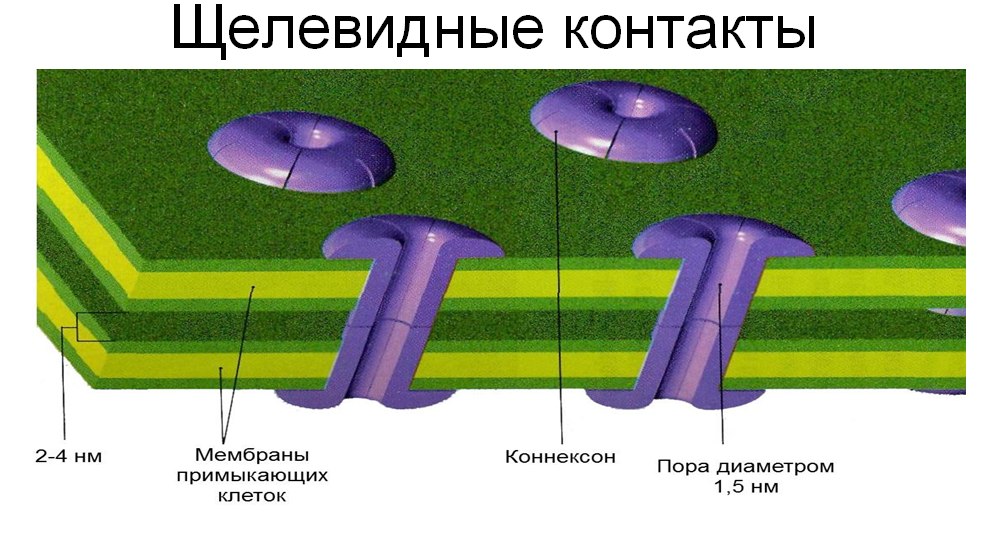 Щелевидные контакты
2-4 нм
Мембраны
примыкающих
клеток
Коннексон
Пора диаметром
1,5 нм